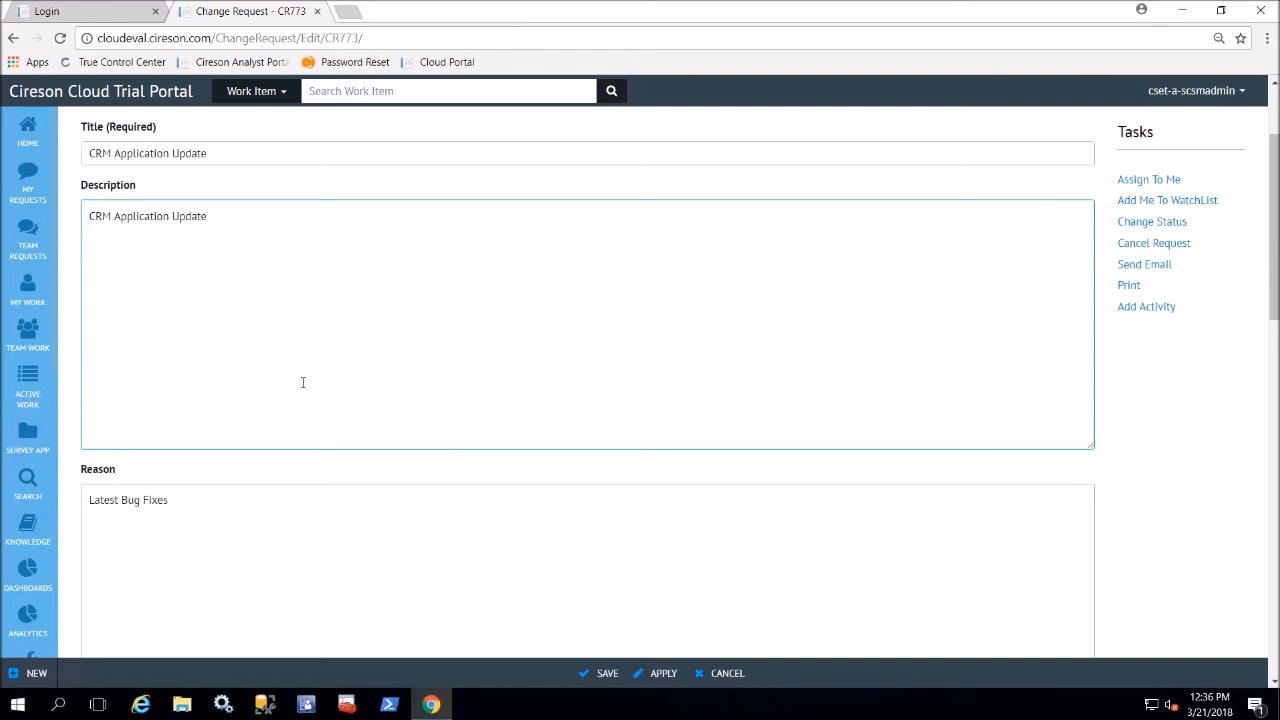 Login
Change Request - CR773
cloudeval.cireson.com/ChangeRequest/Edit/CR773/
Apps
True Control Center
Cireson Analyst Porta
Password Reset
Cloud Portal
Cireson Cloud Trial Portal
Work Item
Search Work Item
cset-a-scsmadmin
HOME
MY
REQUESTS
TEAM
REQUESTS
MY WORK
TEAM WORK
ACTIVE
WORK
SURVEY APP
SEARCH
KNOWLEDGE
DASHBOARDS
ANALYTICS
NEW
Title (Required)
CRM Application Update
Description
CRM Application Update
Reason
Latest Bug Fixes
Tasks
Assign To Me
Add Me To WatchList
Change Status
Cancel Request
Send Email
Print
Add Activity
SAVE
APPLY
CANCEL
12:36 PM
3/21/2018
1